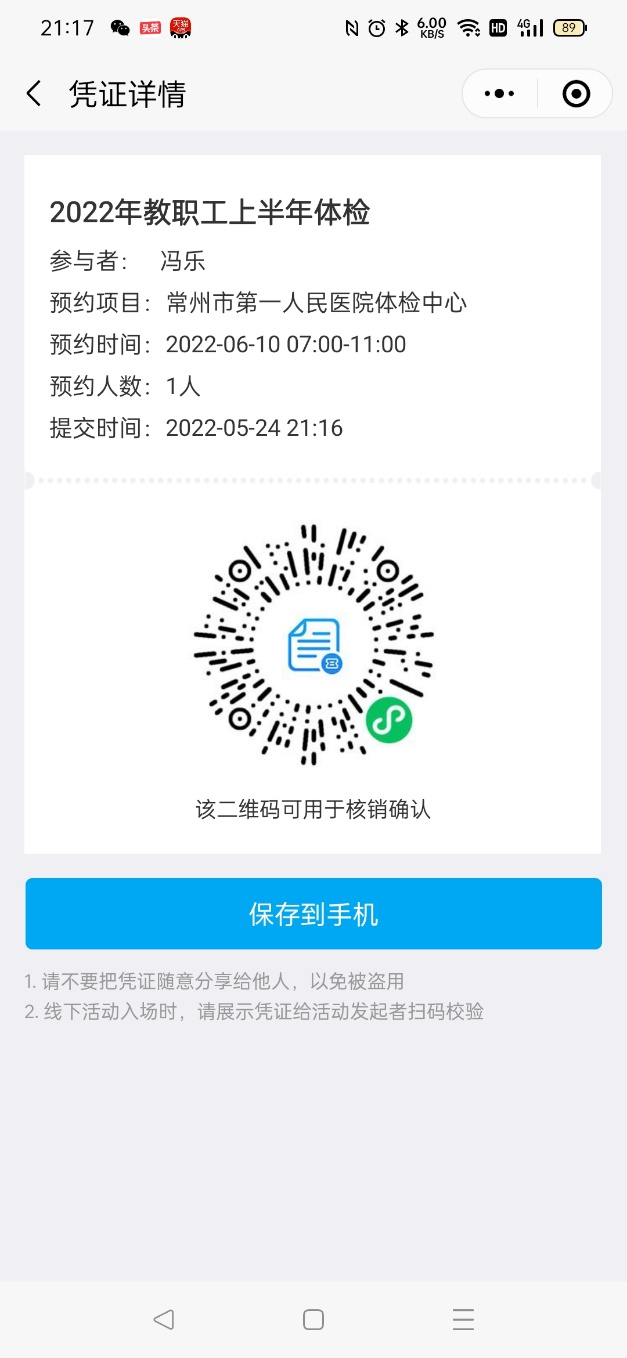 21:17 头条 天猫 6.00 KB/S HD 4G 89
凭证详情
2022年教职工上半年体检
参与者： 冯乐
预约项目：常州市第一人民医院体检中心
预约时间：2022-06-10 07:00-11:00
预约人数：1人
提交时间：2022-05-24 21:16
该二维码可用于核销确认
保存到手机
1. 请不要把凭证随意分享给他人，以免被盗用
2. 线下活动入场时，请展示凭证给活动发起者扫码校验